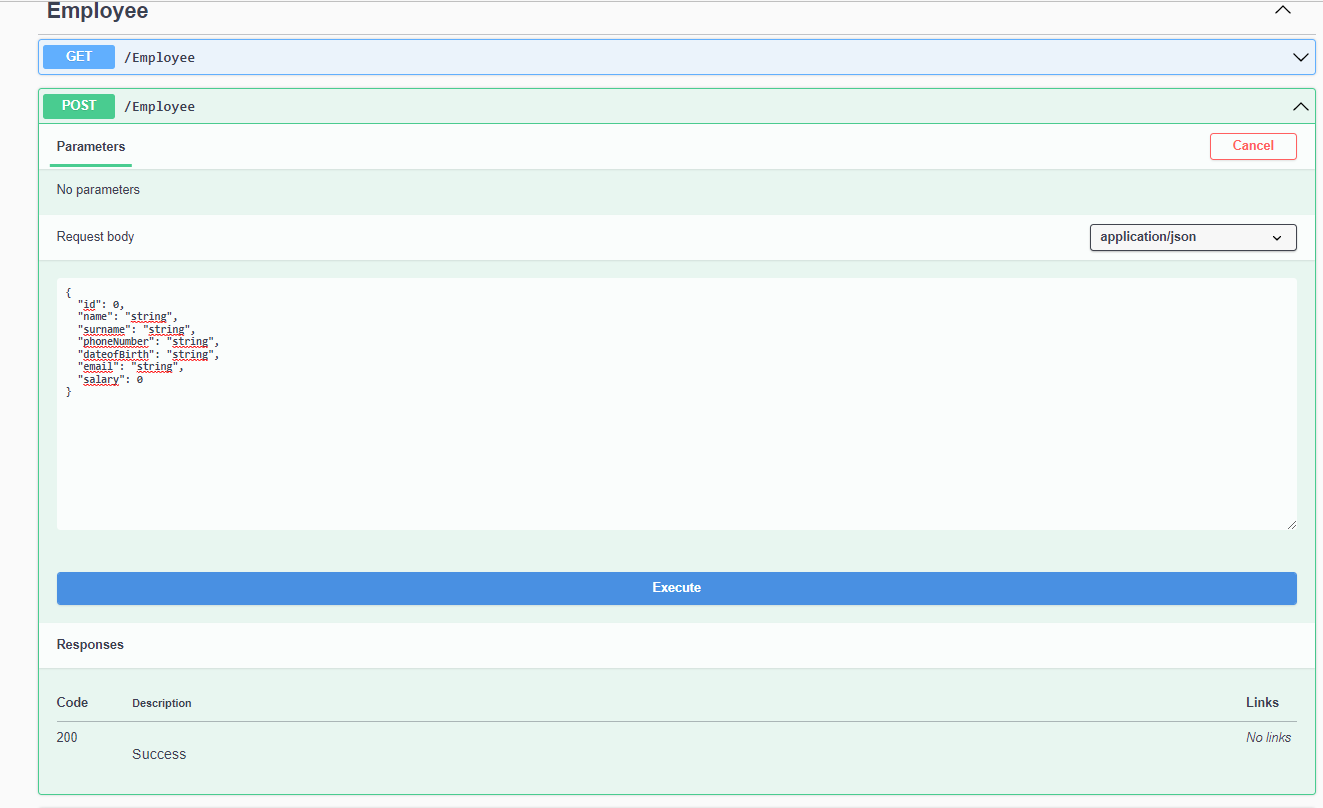 Employee
GET /Employee
POST /Employee
Parameters Cancel
No parameters
Request body application/json
{
"id": 0,
"name": "string",
"surname": "string",
"phoneNumber": "string",
"dateofBirth": "string",
"email": "string",
"salary": 0
}
Execute
Responses
Code Description Links
200 No links
Success